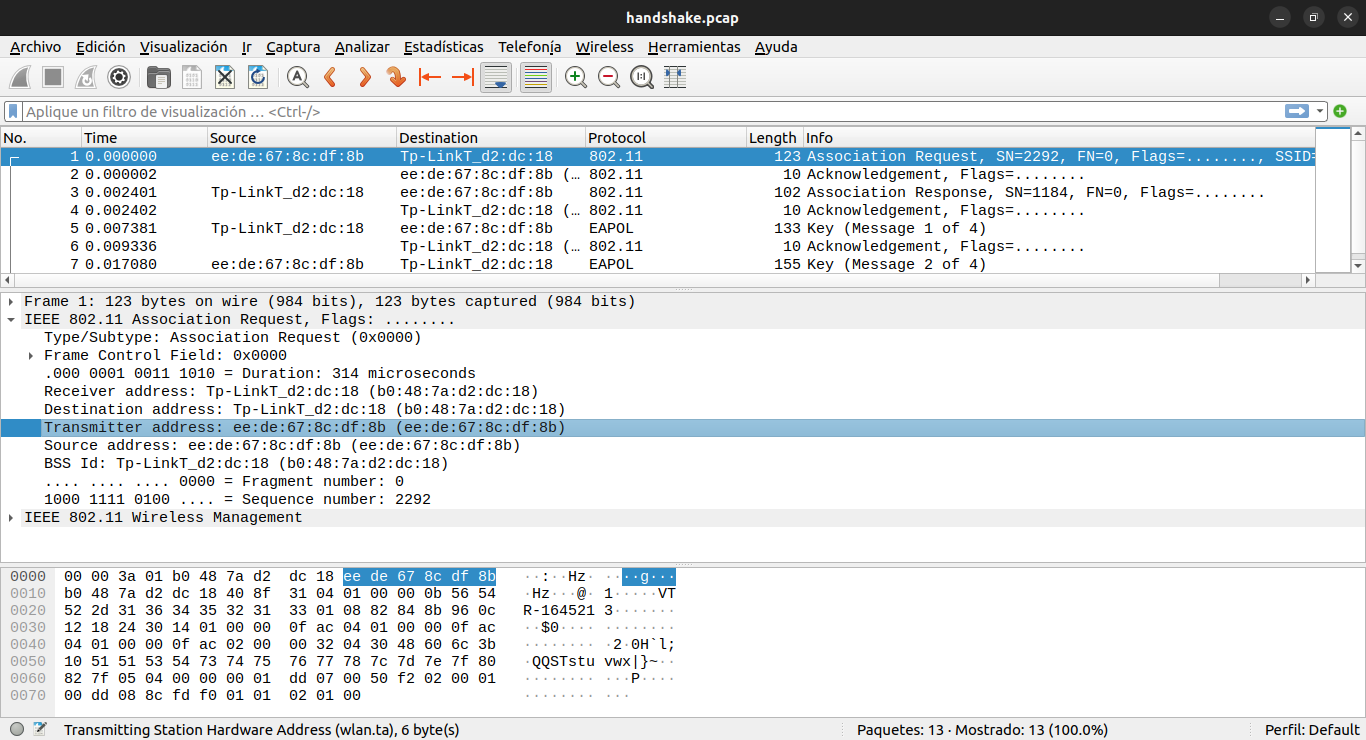 handshake.pcap
Archivo Edición Visualización Ir Captura Analizar Estadísticas Telefonía Wireless Herramientas Ayuda
Aplique un filtro de visualización … <Ctrl-/>
No. Time Source Destination Protocol Length Info
1 0.000000 ee:de:67:8c:df:8b Tp-LinkT_d2:dc:18 802.11 123 Association Request, SN=2292, FN=0, Flags=........, SSID=
2 0.000002 ee:de:67:8c:df:8b (… 802.11 10 Acknowledgement, Flags=........
3 0.002401 Tp-LinkT_d2:dc:18 ee:de:67:8c:df:8b 802.11 102 Association Response, SN=1184, FN=0, Flags=........
4 0.002402 Tp-LinkT_d2:dc:18 (… 802.11 10 Acknowledgement, Flags=........
5 0.007381 Tp-LinkT_d2:dc:18 ee:de:67:8c:df:8b EAPOL 133 Key (Message 1 of 4)
6 0.009336 Tp-LinkT_d2:dc:18 (… 802.11 10 Acknowledgement, Flags=........
7 0.017080 ee:de:67:8c:df:8b Tp-LinkT_d2:dc:18 EAPOL 155 Key (Message 2 of 4)
Frame 1: 123 bytes on wire (984 bits), 123 bytes captured (984 bits)
IEEE 802.11 Association Request, Flags: ........
Type/Subtype: Association Request (0x0000)
Frame Control Field: 0x0000
.000 0001 0011 1010 = Duration: 314 microseconds
Receiver address: Tp-LinkT_d2:dc:18 (b0:48:7a:d2:dc:18)
Destination address: Tp-LinkT_d2:dc:18 (b0:48:7a:d2:dc:18)
Transmitter address: ee:de:67:8c:df:8b (ee:de:67:8c:df:8b)
Source address: ee:de:67:8c:df:8b (ee:de:67:8c:df:8b)
BSS Id: Tp-LinkT_d2:dc:18 (b0:48:7a:d2:dc:18)
.... .... .... 0000 = Fragment number: 0
1000 1111 0100 .... = Sequence number: 2292
IEEE 802.11 Wireless Management
0000 00 00 3a 01 b0 48 7a d2 dc 18 ee de 67 8c df 8b ··:··Hz· ····g···
0010 b0 48 7a d2 dc 18 40 8f 31 04 01 00 00 0b 56 54 ·Hz···@· 1·····VT
0020 52 2d 31 36 34 35 32 31 33 01 08 82 84 8b 96 0c R-164521 3·······
0030 12 18 24 30 14 01 00 00 0f ac 04 01 00 00 0f ac ··$0···· ········
0040 04 01 00 00 0f ac 02 00 00 32 04 30 48 60 6c 3b ········ ·2·0H`l;
0050 10 51 51 53 54 73 74 75 76 77 78 7c 7d 7e 7f 80 ·QQSTstu vwx|}~··
0060 82 7f 05 04 00 00 00 01 dd 07 00 50 f2 02 00 01 ········ ···P····
0070 00 dd 08 8c fd f0 01 01 02 01 00 ········ ···
Transmitting Station Hardware Address (wlan.ta), 6 byte(s) Paquetes: 13 · Mostrado: 13 (100.0%) Perfil: Default